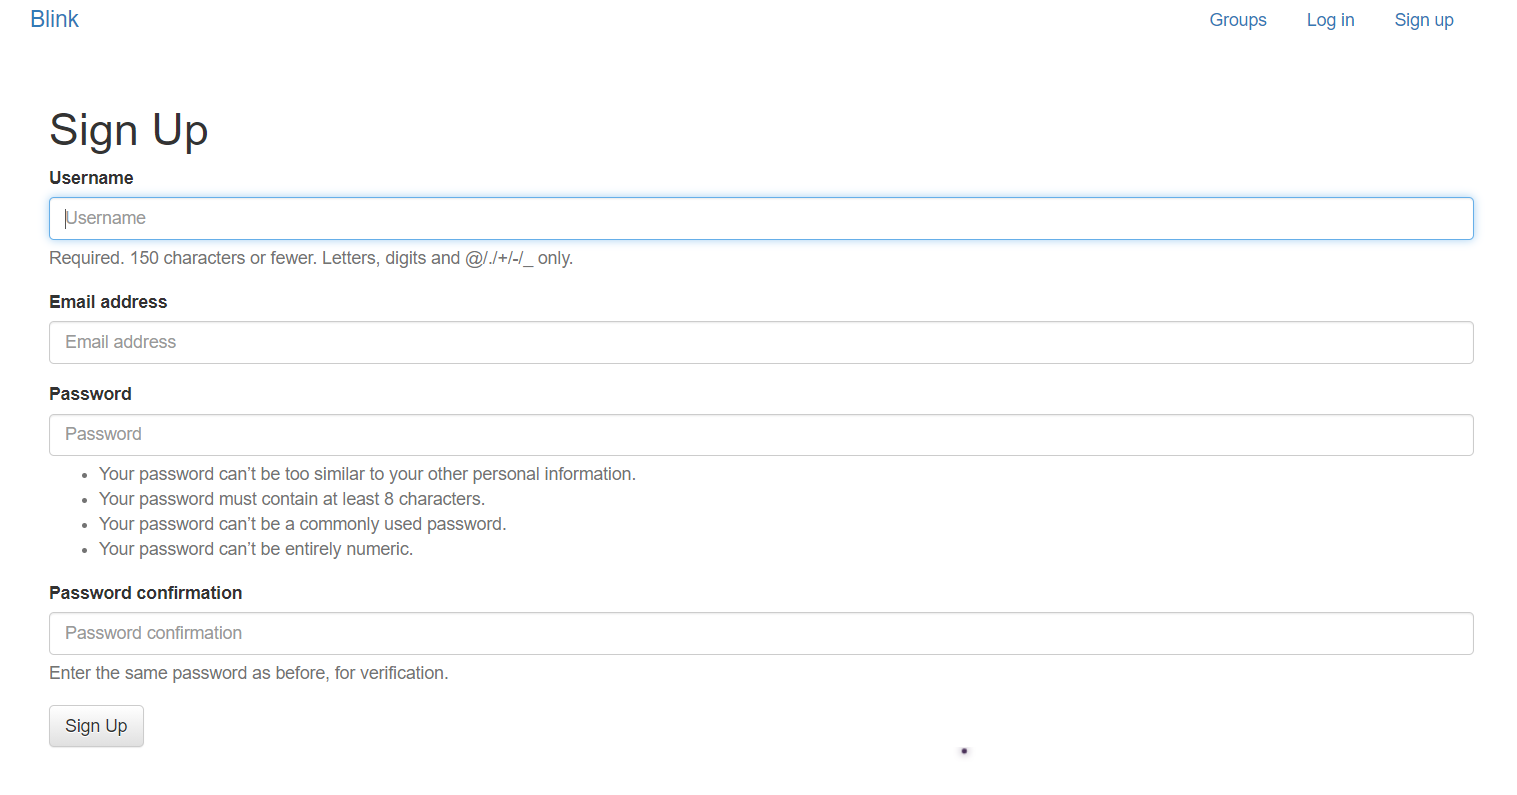 Blink Groups Log in Sign up
Sign Up
Username
Username
Required. 150 characters or fewer. Letters, digits and @/./+/-/_ only.
Email address
Email address
Password
Password
Your password can’t be too similar to your other personal information.
Your password must contain at least 8 characters.
Your password can’t be a commonly used password.
Your password can’t be entirely numeric.
Password confirmation
Password confirmation
Enter the same password as before, for verification.
Sign Up